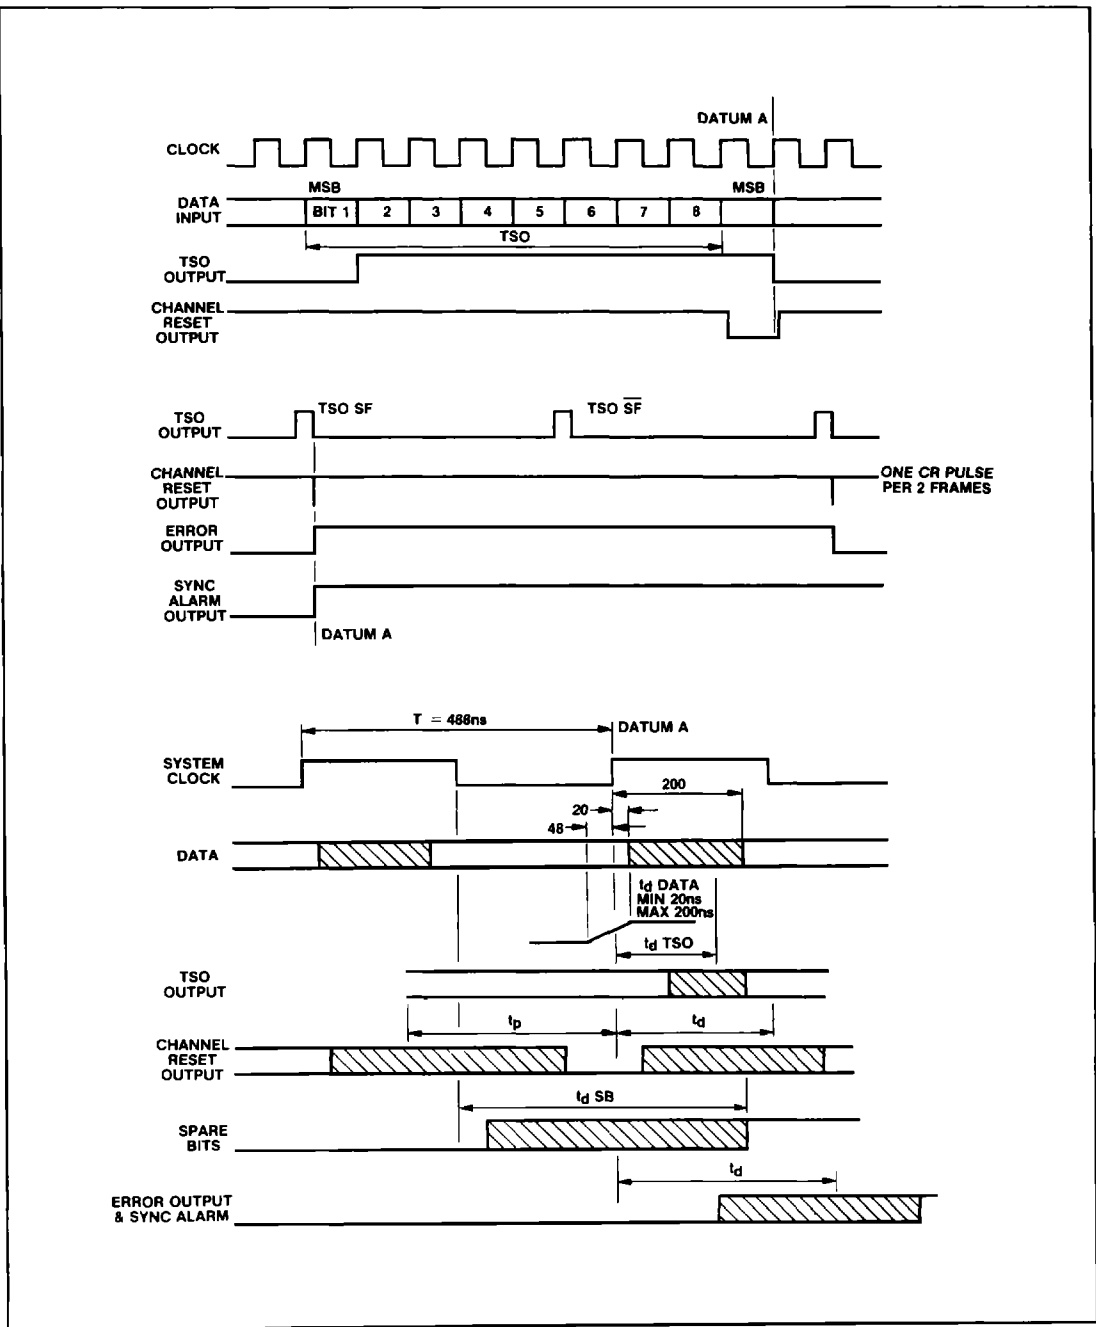 DATUM A
CLOCK
MSB MSB
DATA
INPUT
BIT 1 2 3 4 5 6 7 8
TSO
TSO
OUTPUT
CHANNEL
RESET
OUTPUT
TSO
OUTPUT
TSO SF
TSO S̅F̅
CHANNEL
RESET
OUTPUT
ONE CR PULSE
PER 2 FRAMES
ERROR
OUTPUT
SYNC
ALARM
OUTPUT
DATUM A
T = 488ns
DATUM A
SYSTEM
CLOCK
200
20
48
DATA
td DATA
MIN 20ns
MAX 200ns
td TSO
TSO
OUTPUT
tp td
CHANNEL
RESET
OUTPUT
td SB
SPARE
BITS
td
ERROR OUTPUT
& SYNC ALARM